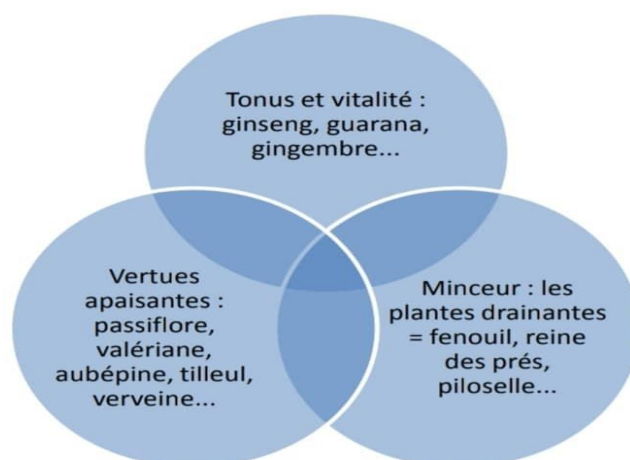 Tonus et vitalité :
ginseng, guarana,
gingembre...
Vertues
apaisantes :
passiflore,
valériane,
aubépine, tilleul,
verveine...
Minceur : les
plantes drainantes
= fenouil, reine
des prés,
piloselle...